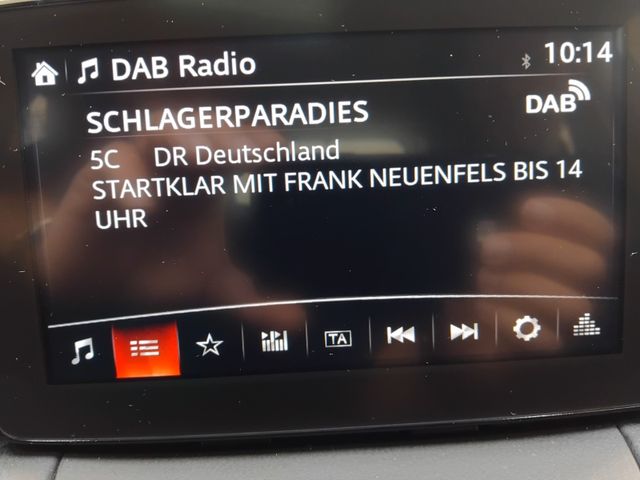 DAB Radio 10:14
SCHLAGERPARADIES DAB
5C DR Deutschland
STARTKLAR MIT FRANK NEUENFELS BIS 14
UHR
TA